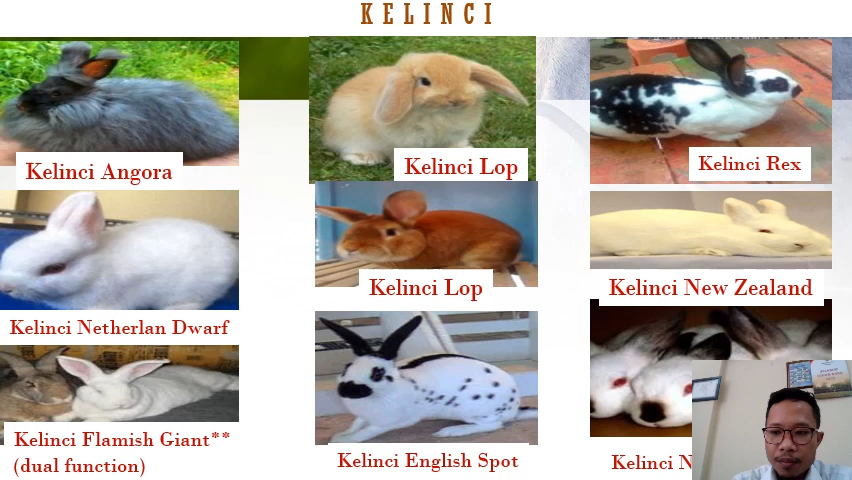 KELINCI
Kelinci Angora
Kelinci Lop
Kelinci Rex
Kelinci Netherlan Dwarf
Kelinci Lop
Kelinci New Zealand
Kelinci Flamish Giant**
(dual function)
Kelinci English Spot
Kelinci N